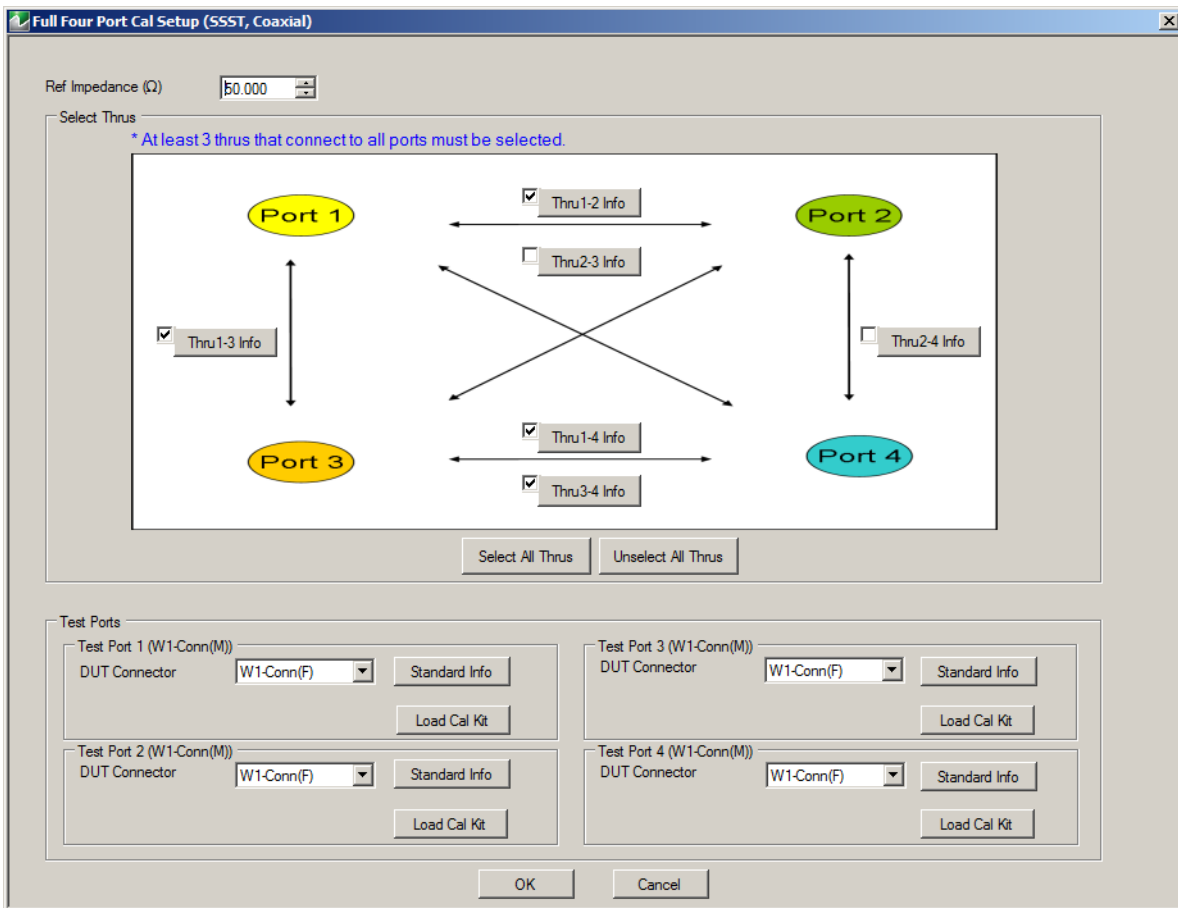 Full Four Port Cal Setup (SSST, Coaxial)
Ref Impedance (Ω) 50.000
Select Thrus
* At least 3 thrus that connect to all ports must be selected.
Port 1
Thru1-2 Info
Port 2
Thru2-3 Info
Thru1-3 Info
Thru2-4 Info
Port 3
Thru1-4 Info
Port 4
Thru3-4 Info
Select All Thrus
Unselect All Thrus
Test Ports
Test Port 1 (W1-Conn(M))
DUT Connector W1-Conn(F) Standard Info
Load Cal Kit
Test Port 3 (W1-Conn(M))
DUT Connector W1-Conn(F) Standard Info
Load Cal Kit
Test Port 2 (W1-Conn(M))
DUT Connector W1-Conn(F) Standard Info
Load Cal Kit
Test Port 4 (W1-Conn(M))
DUT Connector W1-Conn(F) Standard Info
Load Cal Kit
OK
Cancel